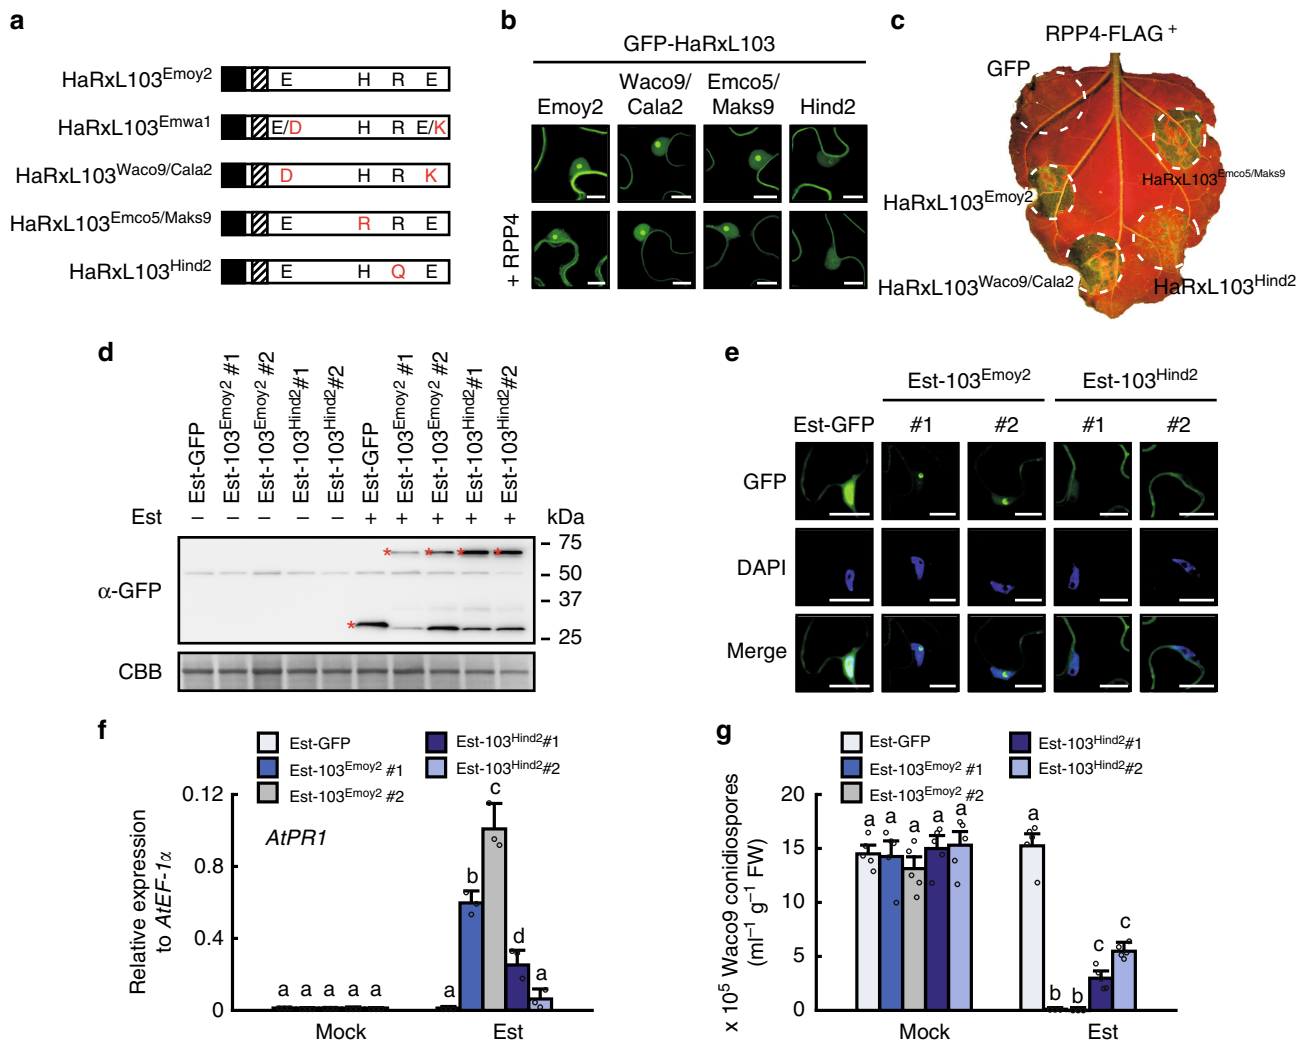 a
HaRxL103Emoy2 E H R E
HaRxL103Emwa1 E/D H R E/K
HaRxL103Waco9/Cala2 D H R K
HaRxL103Emco5/Maks9 E R R E
HaRxL103Hind2 E H Q E
b
GFP-HaRxL103
Emoy2 Waco9/Cala2 Emco5/Maks9 Hind2
+ RPP4
c
RPP4-FLAG +
GFP
HaRxL103Emco5/Maks9
HaRxL103Emoy2
HaRxL103Waco9/Cala2
HaRxL103Hind2
d
Est-GFP
Est-103Emoy2 #1
Est-103Emoy2 #2
Est-103Hind2#1
Est-103Hind2#2
Est-GFP
Est-103Emoy2 #1
Est-103Emoy2 #2
Est-103Hind2#1
Est-103Hind2#2
Est − − − − − + + + + + kDa
75
50
37
25
* * * * *
α-GFP
CBB
e
Est-103Emoy2 Est-103Hind2
Est-GFP #1 #2 #1 #2
GFP
DAPI
Merge
f
Est-GFP
Est-103Emoy2 #1
Est-103Emoy2 #2
Est-103Hind2#1
Est-103Hind2#2
Relative expression
to AtEF-1α
0.12
0.8
0.4
0
AtPR1
a a a a a
a b c d a
Mock Est
g
Est-GFP
Est-103Emoy2 #1
Est-103Emoy2 #2
Est-103Hind2#1
Est-103Hind2#2
x 10⁵ Waco9 conidiospores
(ml⁻¹ g⁻¹ FW)
20
15
10
5
0
a a a a a
a b b c c
Mock Est